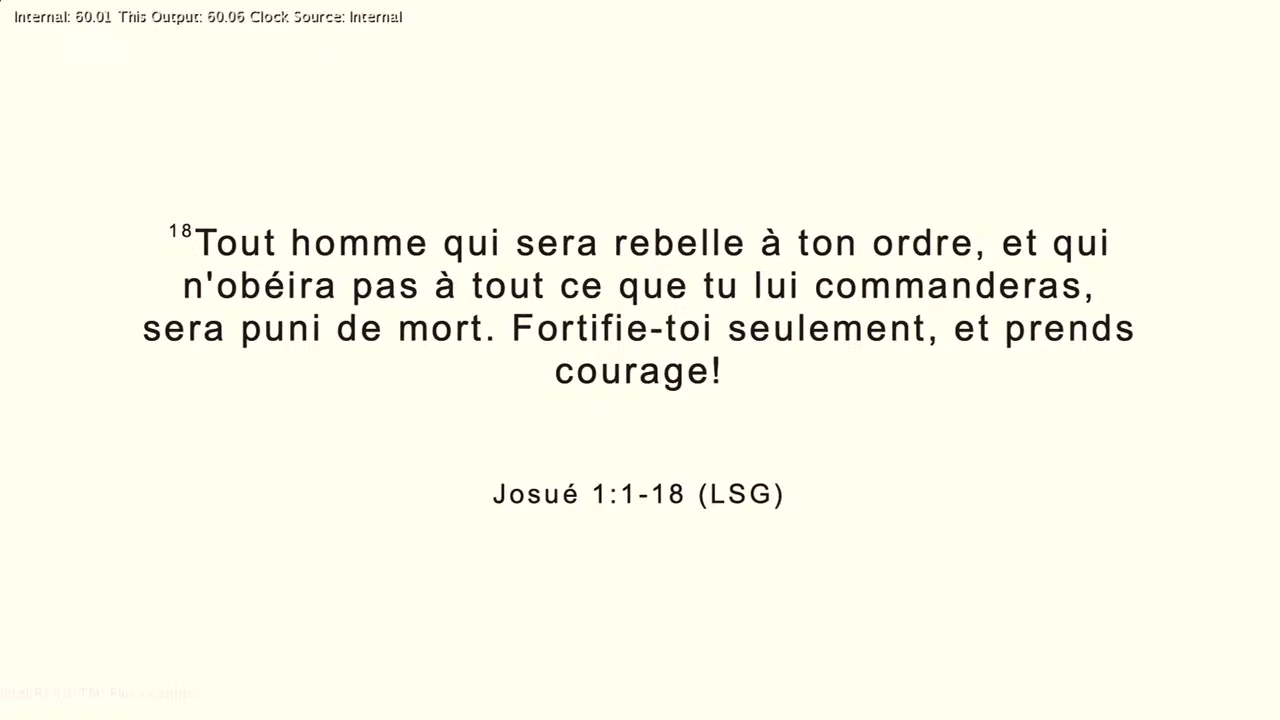 Internal: 60.01 This Output: 60.06 Clock Source: Internal
18Tout homme qui sera rebelle à ton ordre, et qui
n'obéira pas à tout ce que tu lui commanderas,
sera puni de mort. Fortifie-toi seulement, et prends
courage!
Josué 1:1-18 (LSG)